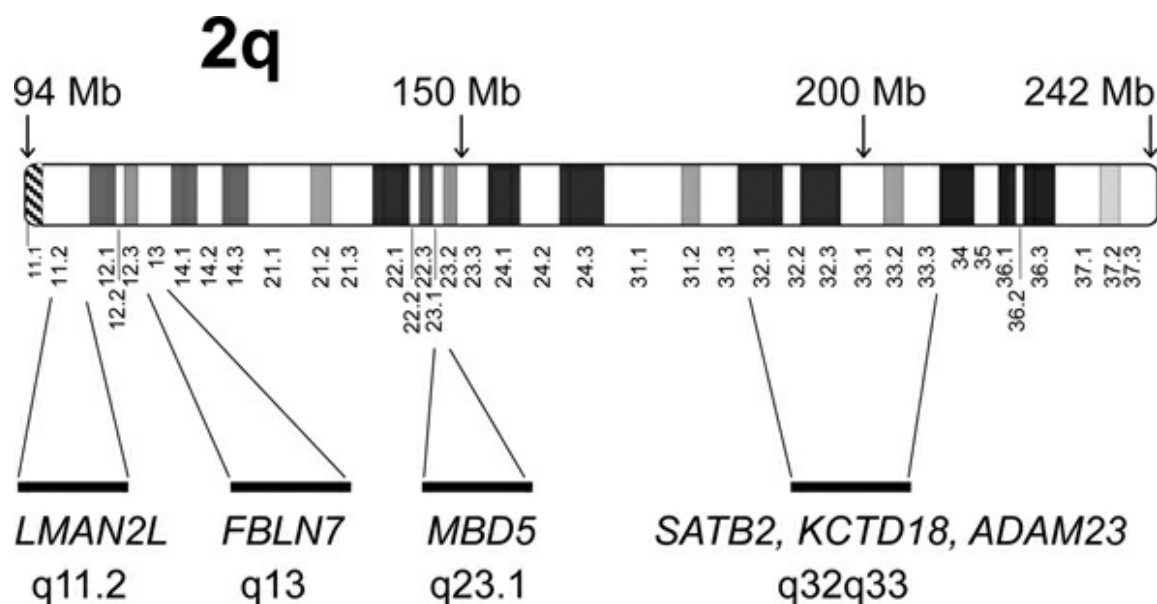 2q
94 Mb 150 Mb 200 Mb 242 Mb
11.1 11.2 12.1 12.2 12.3 13 14.1 14.2 14.3 21.1 21.2 21.3 22.1 22.2 22.3 23.1 23.2 23.3 24.1 24.2 24.3 31.1 31.2 31.3 32.1 32.2 32.3 33.1 33.2 33.3 34 35 36.1 36.2 36.3 37.1 37.2 37.3
LMAN2L FBLN7 MBD5 SATB2, KCTD18, ADAM23
q11.2 q13 q23.1 q32q33